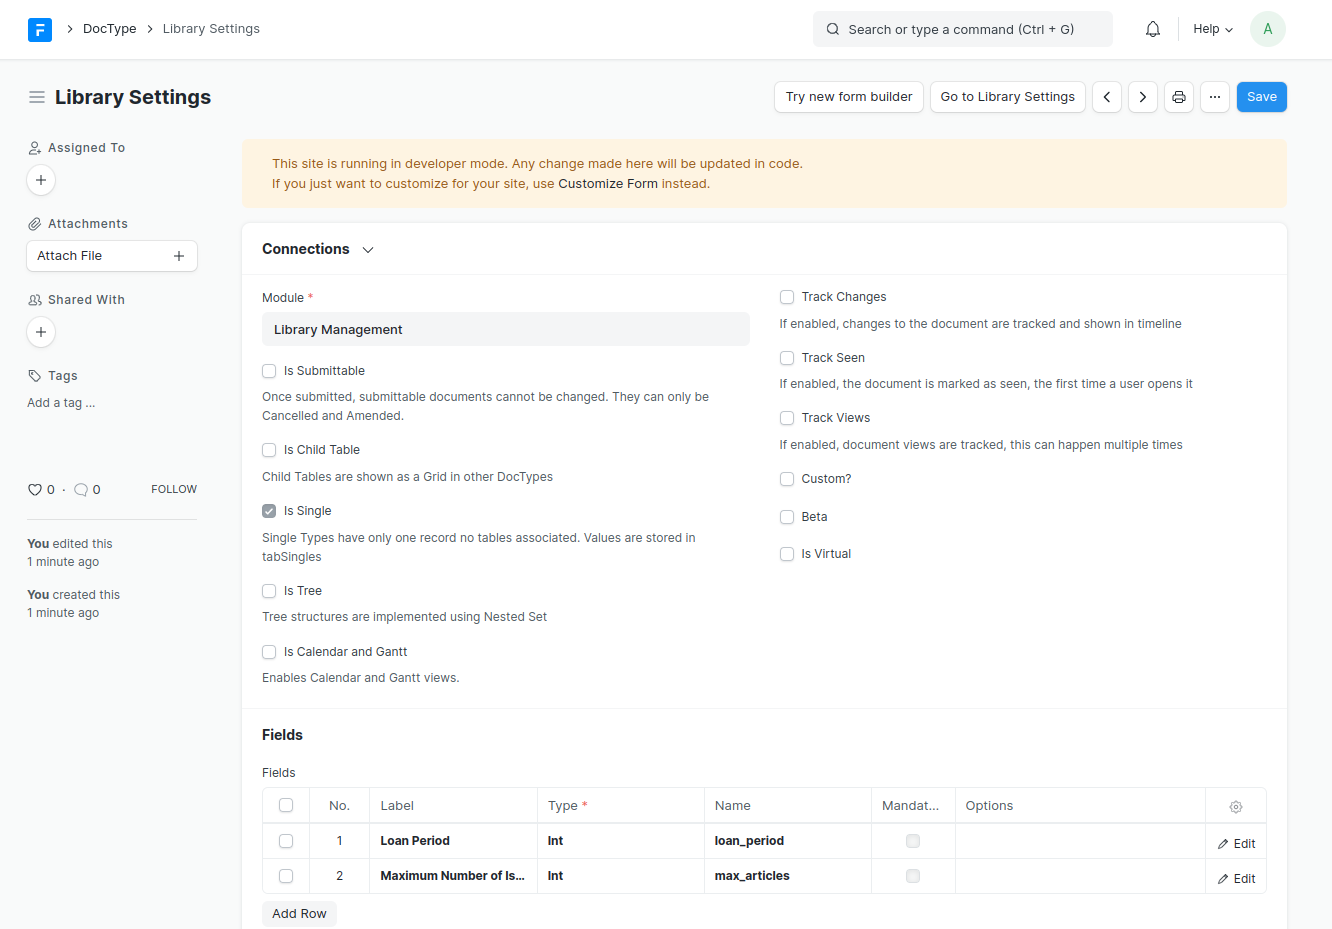 F
DocType
Library Settings
Search or type a command (Ctrl + G)
Help
A
Library Settings
Try new form builder
Go to Library Settings
...
Save
Assigned To
Attachments
Attach File
Shared With
Tags
Add a tag ...
0 · 0
FOLLOW
You edited this
1 minute ago
You created this
1 minute ago
This site is running in developer mode. Any change made here will be updated in code.
If you just want to customize for your site, use Customize Form instead.
Connections
Module *
Library Management
Is Submittable
Once submitted, submittable documents cannot be changed. They can only be
Cancelled and Amended.
Is Child Table
Child Tables are shown as a Grid in other DocTypes
Is Single
Single Types have only one record no tables associated. Values are stored in
tabSingles
Is Tree
Tree structures are implemented using Nested Set
Is Calendar and Gantt
Enables Calendar and Gantt views.
Track Changes
If enabled, changes to the document are tracked and shown in timeline
Track Seen
If enabled, the document is marked as seen, the first time a user opens it
Track Views
If enabled, document views are tracked, this can happen multiple times
Custom?
Beta
Is Virtual
Fields
Fields
No. Label Type * Name Mandat... Options
1 Loan Period Int loan_period Edit
2 Maximum Number of Is... Int max_articles Edit
Add Row